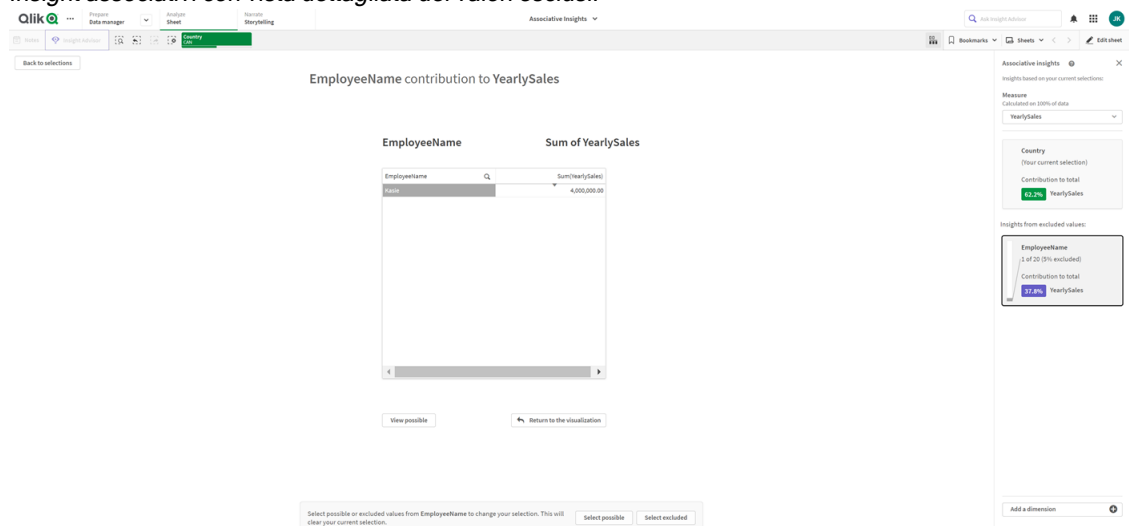 Insight associativi con vista dettagliata dei valori esclusi.
Qlik
Prepare
Data manager
Analyze
Sheet
Narrate
Storytelling
Associative Insights
Ask Insight Advisor
JK
Notes
Insight Advisor
Country
CAN
Bookmarks
Sheets
Edit sheet
Back to selections
EmployeeName contribution to YearlySales
EmployeeName
Sum of YearlySales
EmployeeName
Sum(YearlySales)
Kasie
4,000,000.00
View possible
Return to the visualization
Select possible or excluded values from EmployeeName to change your selection. This will
clear your current selection.
Select possible
Select excluded
Associative insights
Insights based on your current selections:
Measure
Calculated on 100% of data
YearlySales
Country
(Your current selection)
Contribution to total
62.2% YearlySales
Insights from excluded values:
EmployeeName
1 of 20 (5% excluded)
Contribution to total
37.8% YearlySales
Add a dimension